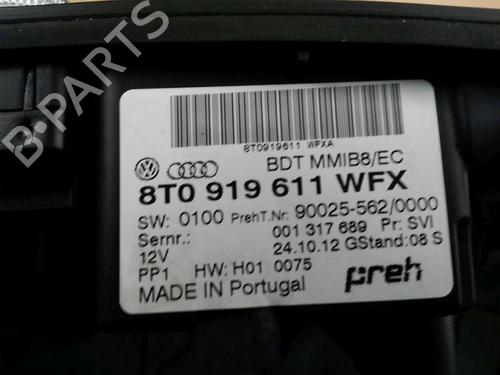 8T0919611 WFXA
BDT MMIB8/EC
8T0 919 611 WFX
SW: 0100 PrehT.Nr: 90025-562/0000
Sernr.: 001 317 689 Pr: SVI
12V 24.10.12 GStand: 08 S
PP1 HW: H01 0075
MADE IN Portugal preh
B-PARTS